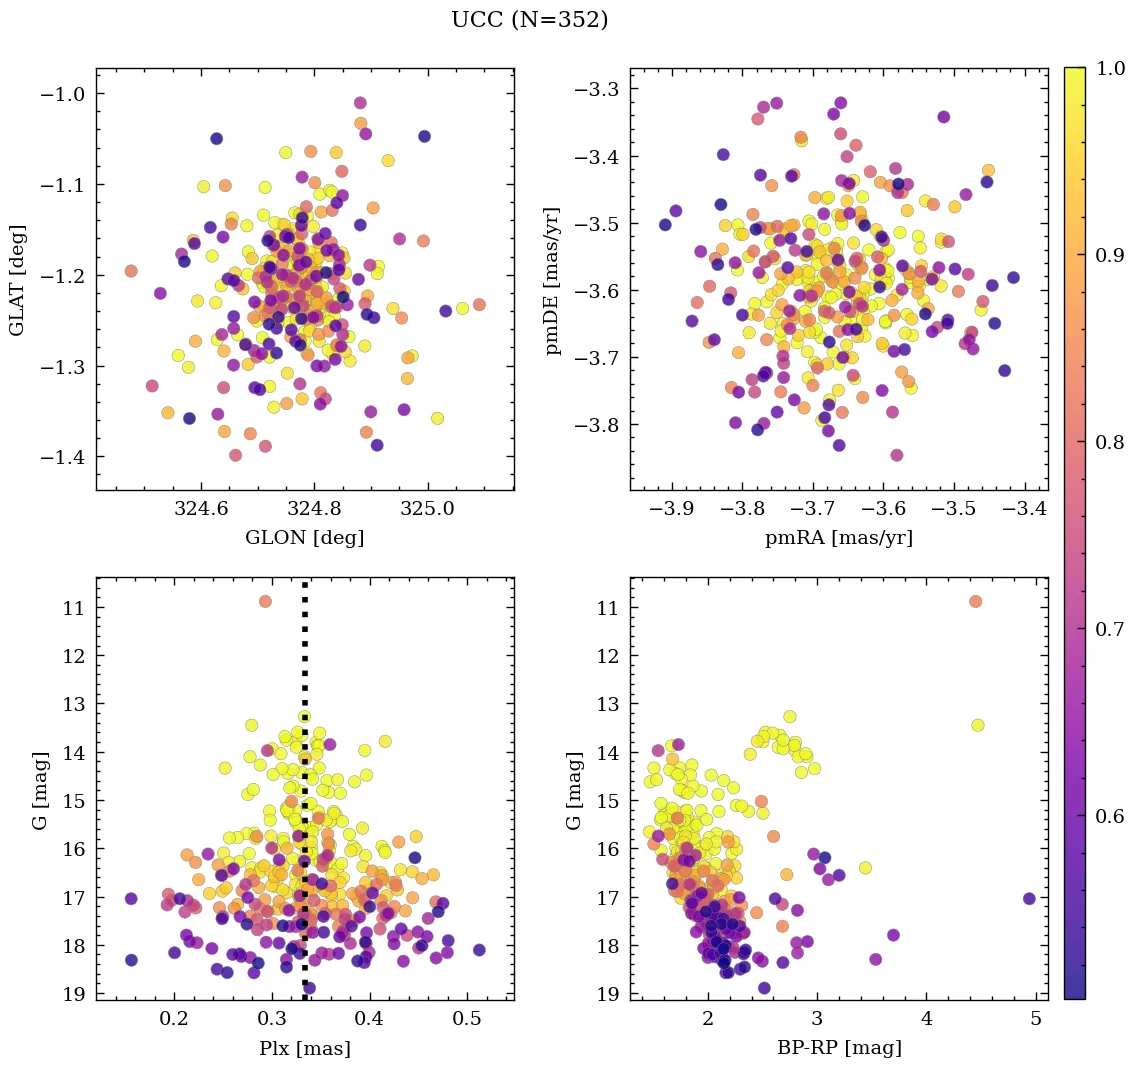 UCC (N=352)
−1.0
−1.1
−1.2
−1.3
−1.4
GLAT [deg]
324.6 324.8 325.0
GLON [deg]
−3.3
−3.4
−3.5
−3.6
−3.7
−3.8
pmDE [mas/yr]
−3.9 −3.8 −3.7 −3.6 −3.5 −3.4
pmRA [mas/yr]
11
12
13
14
15
16
17
18
19
G [mag]
0.2 0.3 0.4 0.5
Plx [mas]
11
12
13
14
15
16
17
18
19
G [mag]
2 3 4 5
BP-RP [mag]
1.0
0.9
0.8
0.7
0.6